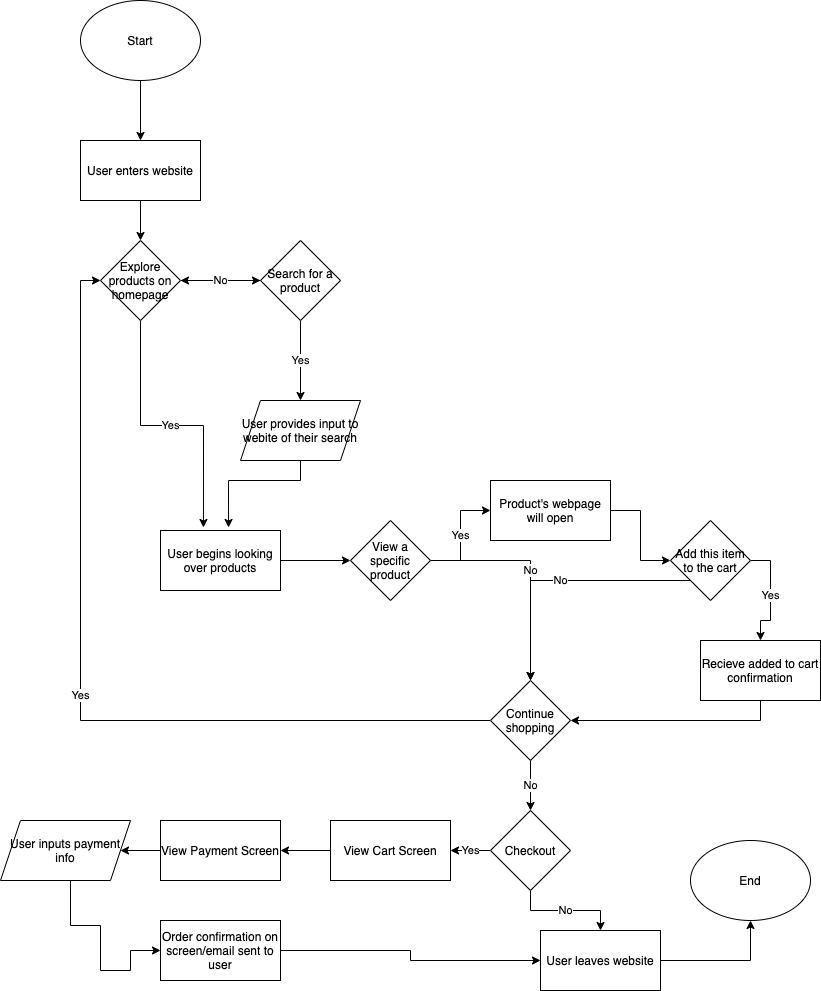 Start
User enters website
Explore
products on
homepage
No
Search for a
product
Yes
User provides input to
webite of their search
Yes
User begins looking
over products
View a
specific
product
Yes
Product's webpage
will open
No
No
Add this item
to the cart
Yes
Recieve added to cart
confirmation
Yes
Continue
shopping
No
Checkout
Yes
View Cart Screen
View Payment Screen
User inputs payment
info
No
End
Order confirmation on
screen/email sent to
user
User leaves website